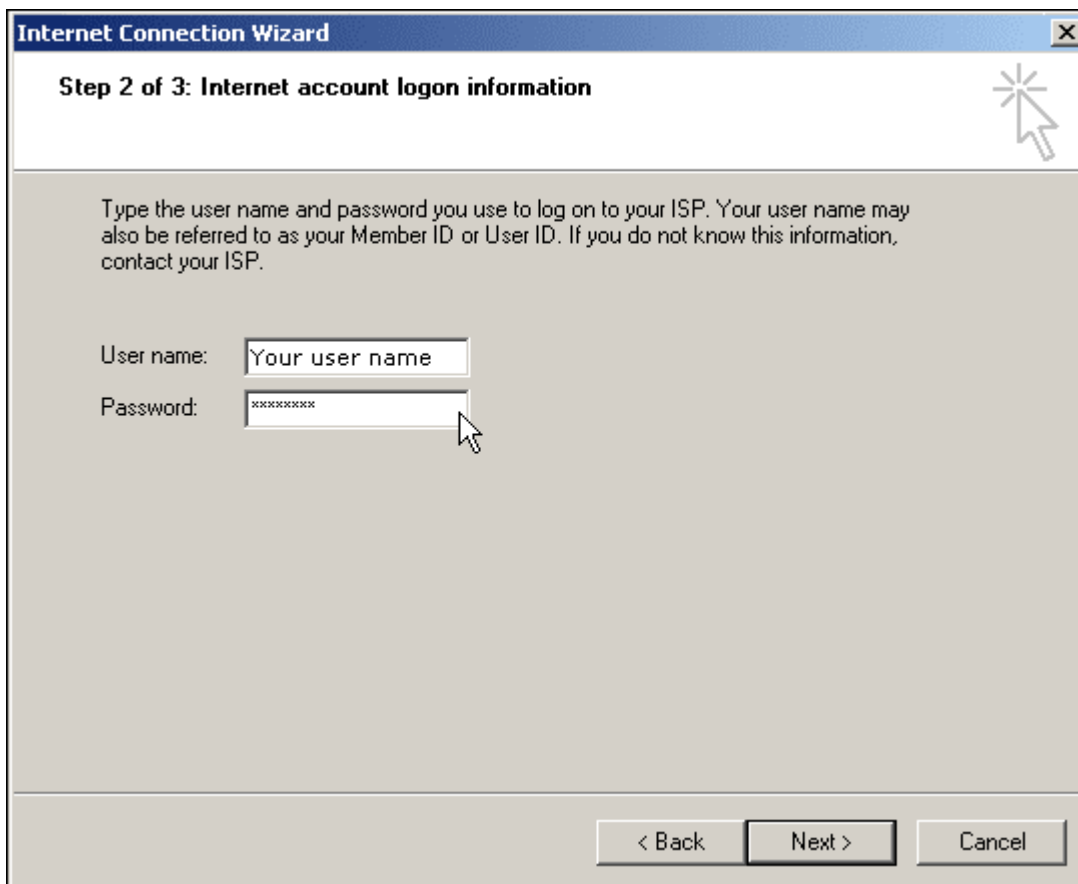 Internet Connection Wizard
Step 2 of 3: Internet account logon information
Type the user name and password you use to log on to your ISP. Your user name may
also be referred to as your Member ID or User ID. If you do not know this information,
contact your ISP.
User name: Your user name
Password: ********
< Back Next > Cancel